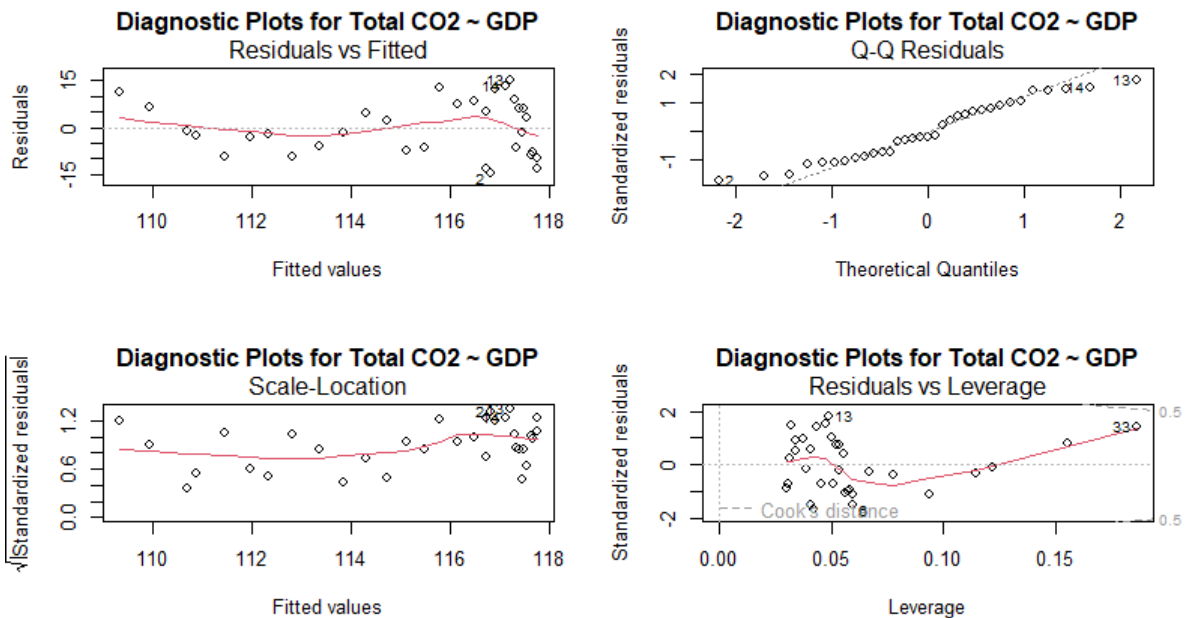 Diagnostic Plots for Total CO2 ~ GDP
Residuals vs Fitted
Residuals
15
0
-15
13
14
2
110 112 114 116 118
Fitted values
Diagnostic Plots for Total CO2 ~ GDP
Q-Q Residuals
Standardized residuals
2
1
-1
13
14
2
-2 -1 0 1 2
Theoretical Quantiles
Diagnostic Plots for Total CO2 ~ GDP
Scale-Location
√|Standardized residuals|
1.2
0.6
0.0
2
13
14
110 112 114 116 118
Fitted values
Diagnostic Plots for Total CO2 ~ GDP
Residuals vs Leverage
Standardized residuals
2
0
-2
13
33
0.5
0.5
Cook's distance
0.00 0.05 0.10 0.15
Leverage